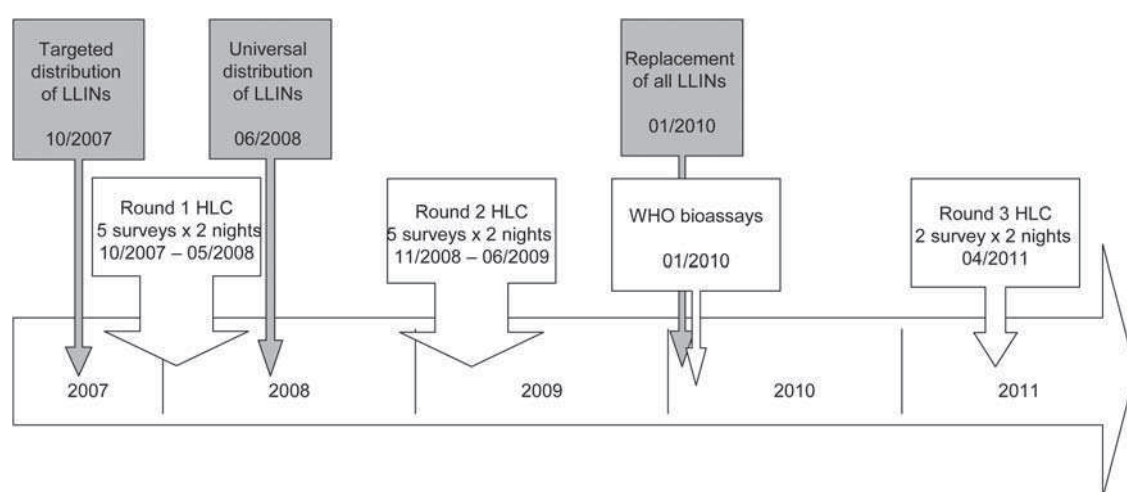 Targeted
distribution
of LLINs
10/2007
Universal
distribution
of LLINs
06/2008
Replacement
of all LLINs
01/2010
Round 1 HLC
5 surveys x 2 nights
10/2007 – 05/2008
Round 2 HLC
5 surveys x 2 nights
11/2008 – 06/2009
WHO bioassays
01/2010
Round 3 HLC
2 survey x 2 nights
04/2011
2007
2008
2009
2010
2011